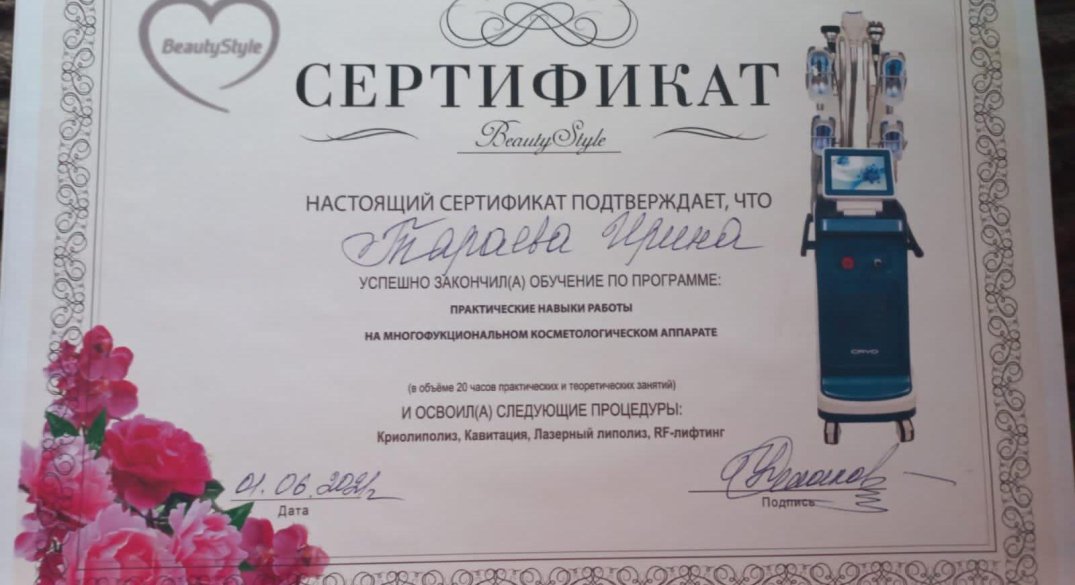 BeautyStyle
СЕРТИФИКАТ
BeautyStyle
НАСТОЯЩИЙ СЕРТИФИКАТ ПОДТВЕРЖДАЕТ, ЧТО
Тараева Ирина
УСПЕШНО ЗАКОНЧИЛ(А) ОБУЧЕНИЕ ПО ПРОГРАММЕ:
ПРАКТИЧЕСКИЕ НАВЫКИ РАБОТЫ
НА МНОГОФУКЦИОНАЛЬНОМ КОСМЕТОЛОГИЧЕСКОМ АППАРАТЕ
CRYO
(в объёме 20 часов практических и теоретических занятий)
И ОСВОИЛ(А) СЛЕДУЮЩИЕ ПРОЦЕДУРЫ:
Криолиполиз, Кавитация, Лазерный липолиз, RF-лифтинг
01.06.2021г
Дата
Подпись